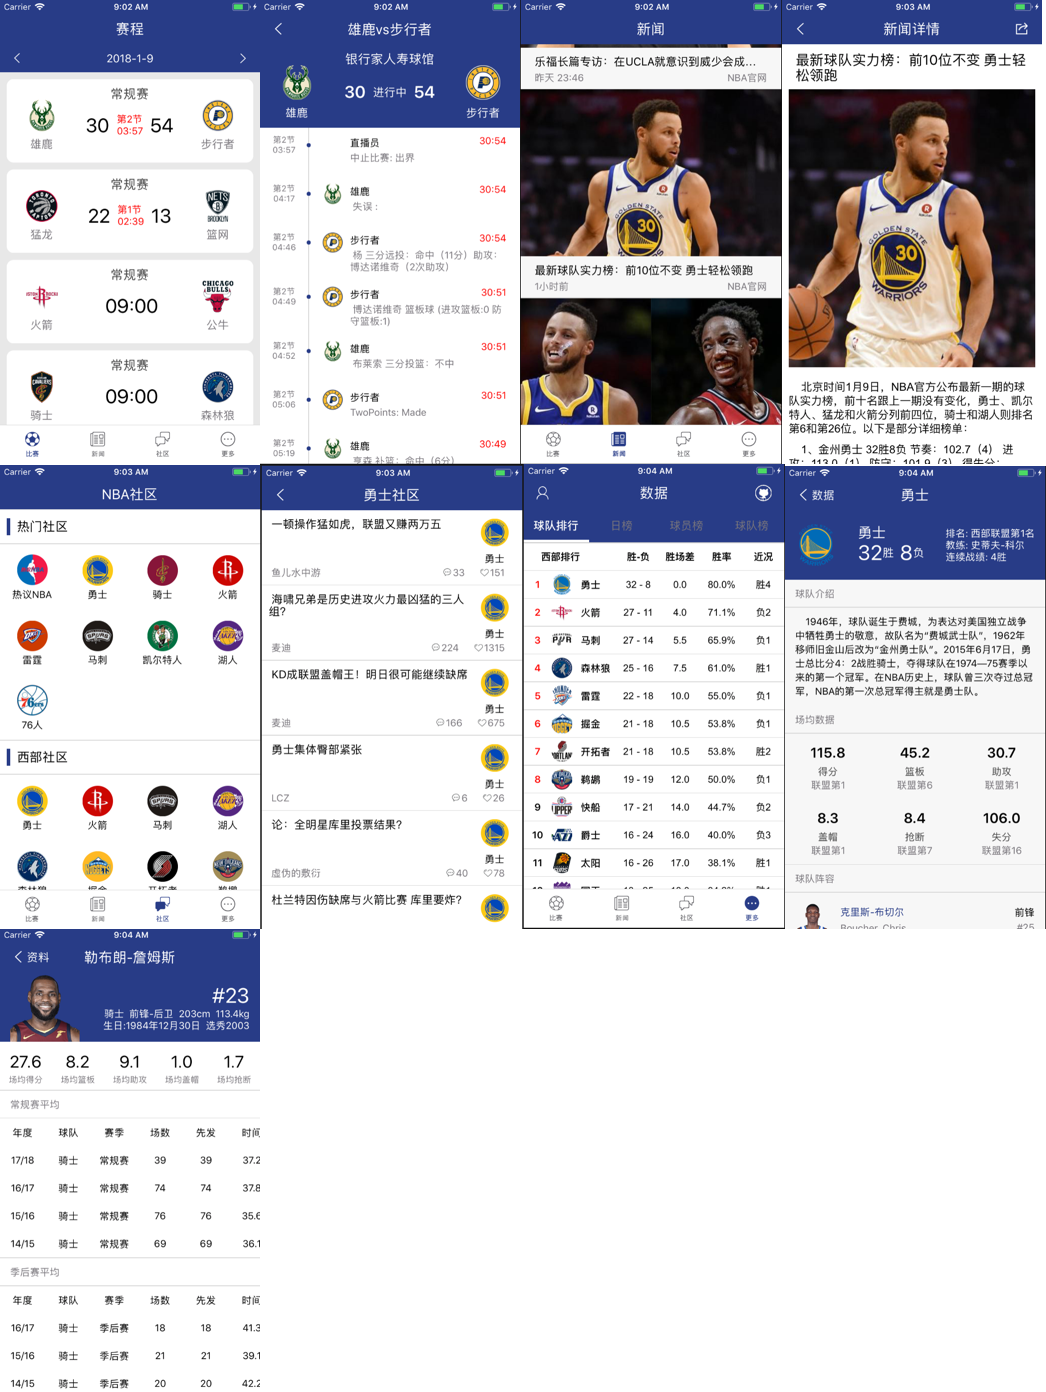 Carrier 9:02 AM
赛程
2018-1-9
常规赛
30 第2节 03:57 54
雄鹿 步行者
常规赛
22 第1节 02:39 13
猛龙 篮网
常规赛
09:00
火箭 公牛
常规赛
09:00
骑士 森林狼
比赛 新闻 社区 更多
Carrier 9:02 AM
雄鹿vs步行者
银行家人寿球馆
30 进行中 54
雄鹿 步行者
第2节 03:57 直播员 30:54
中止比赛: 出界
第2节 04:17 雄鹿 30:54
失误 :
第2节 04:46 步行者 30:54
杨 三分远投: 命中 (11分) 助攻:
博达诺维奇 (2次助攻)
第2节 04:49 步行者 30:51
博达诺维奇 篮板球 (进攻篮板:0 防
守篮板:1)
第2节 04:52 雄鹿 30:51
布莱索 三分投篮: 不中
第2节 05:06 步行者 30:51
TwoPoints: Made
第2节 05:19 雄鹿 30:49
亨森 补篮: 命中 (6分)
Carrier 9:02 AM
新闻
乐福长篇专访: 在UCLA就意识到威少会成...
昨天 23:46 NBA官网
GOLDEN STATE
30
WARRIORS
最新球队实力榜: 前10位不变 勇士轻松领跑
1小时前 NBA官网
比赛 新闻 社区 更多
Carrier 9:03 AM
新闻详情
最新球队实力榜: 前10位不变 勇士轻
松领跑
GOLDEN STATE
30
WARRIORS
北京时间1月9日, NBA官方公布最新一期的球
队实力榜, 前十名跟上一期没有变化, 勇士、凯尔
特人、猛龙和火箭分列前四位, 骑士和湖人则排名
第6和第26位。以下是部分详细榜单:
1、金州勇士 32胜8负 节奏: 102.7 (4) 进
攻: 113.0 (1) 防守: 101.9 (3) 得失分:
Carrier 9:03 AM
NBA社区
热门社区
热议NBA 勇士 骑士 火箭
雷霆 马刺 凯尔特人 湖人
76人
西部社区
勇士 火箭 马刺 湖人
森林狼 掘金 开拓者 鹈鹕
比赛 新闻 社区 更多
Carrier 9:03 AM
勇士社区
一顿操作猛如虎, 联盟又赚两万五
勇士
鱼儿水中游 33 151
海啸兄弟是历史进攻火力最凶猛的三人
组?
勇士
麦迪 224 1315
KD成联盟盖帽王! 明日很可能继续缺席
勇士
麦迪 166 675
勇士集体臀部紧张
勇士
LCZ 6 26
论: 全明星库里投票结果?
勇士
虚伪的敷衍 40 78
杜兰特因伤缺席与火箭比赛 库里要炸?
Carrier 9:04 AM
数据
球队排行 日榜 球员榜 球队榜
西部排行 胜-负 胜场差 胜率 近况
1 勇士 32 - 8 0.0 80.0% 胜4
2 火箭 27 - 11 4.0 71.1% 负2
3 马刺 27 - 14 5.5 65.9% 负1
4 森林狼 25 - 16 7.5 61.0% 胜1
5 雷霆 22 - 18 10.0 55.0% 负1
6 掘金 21 - 18 10.5 53.8% 负1
7 开拓者 21 - 18 10.5 53.8% 胜2
8 鹈鹕 19 - 19 12.0 50.0% 负1
9 快船 17 - 21 14.0 44.7% 负2
10 爵士 16 - 24 16.0 40.0% 负3
11 太阳 16 - 26 17.0 38.1% 胜1
比赛 新闻 社区 更多
Carrier 9:04 AM
数据 勇士
勇士
32胜 8负
排名: 西部联盟第1名
教练: 史蒂夫-科尔
连续战绩: 4胜
球队介绍
1946年, 球队诞生于费城, 为表达对美国独立战争
中牺牲勇士的敬意, 故队名为“费城武士队”, 1962年
移师旧金山后改为“金州勇士队”。2015年6月17日, 勇
士总比分4: 2战胜骑士, 夺得球队在1974—75赛季以
来的第一个冠军。在NBA历史上, 球队曾三次夺过总冠
军, NBA的第一次总冠军得主就是勇士队。
场均数据
115.8 45.2 30.7
得分 篮板 助攻
联盟第1 联盟第6 联盟第1
8.3 8.4 106.0
盖帽 抢断 失分
联盟第1 联盟第7 联盟第16
球队阵容
克里斯-布切尔 前锋
Boucher, Chris #25
Carrier 9:04 AM
资料 勒布朗-詹姆斯
#23
骑士 前锋-后卫 203cm 113.4kg
生日:1984年12月30日 选秀2003
27.6 8.2 9.1 1.0 1.7
场均得分 场均篮板 场均助攻 场均盖帽 场均抢断
常规赛平均
年度 球队 赛季 场数 先发 时间
17/18 骑士 常规赛 39 39 37.2
16/17 骑士 常规赛 74 74 37.8
15/16 骑士 常规赛 76 76 35.6
14/15 骑士 常规赛 69 69 36.1
季后赛平均
年度 球队 赛季 场数 先发 时间
16/17 骑士 季后赛 18 18 41.3
15/16 骑士 季后赛 21 21 39.1
14/15 骑士 季后赛 20 20 42.2